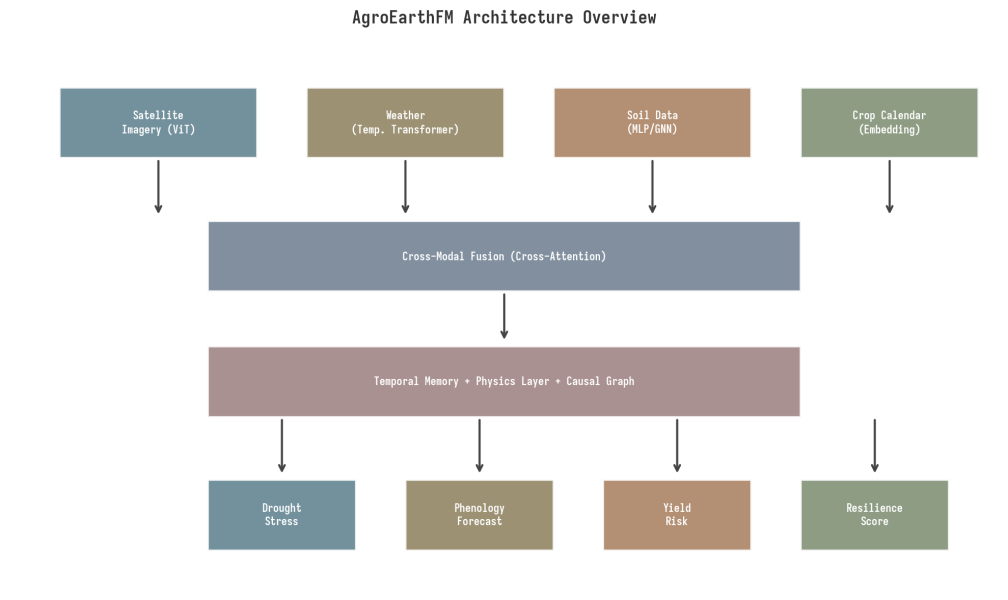 AgroEarthFM Architecture Overview
Satellite
Imagery (ViT)
Weather
(Temp. Transformer)
Soil Data
(MLP/GNN)
Crop Calendar
(Embedding)
Cross-Modal Fusion (Cross-Attention)
Temporal Memory + Physics Layer + Causal Graph
Drought
Stress
Phenology
Forecast
Yield
Risk
Resilience
Score